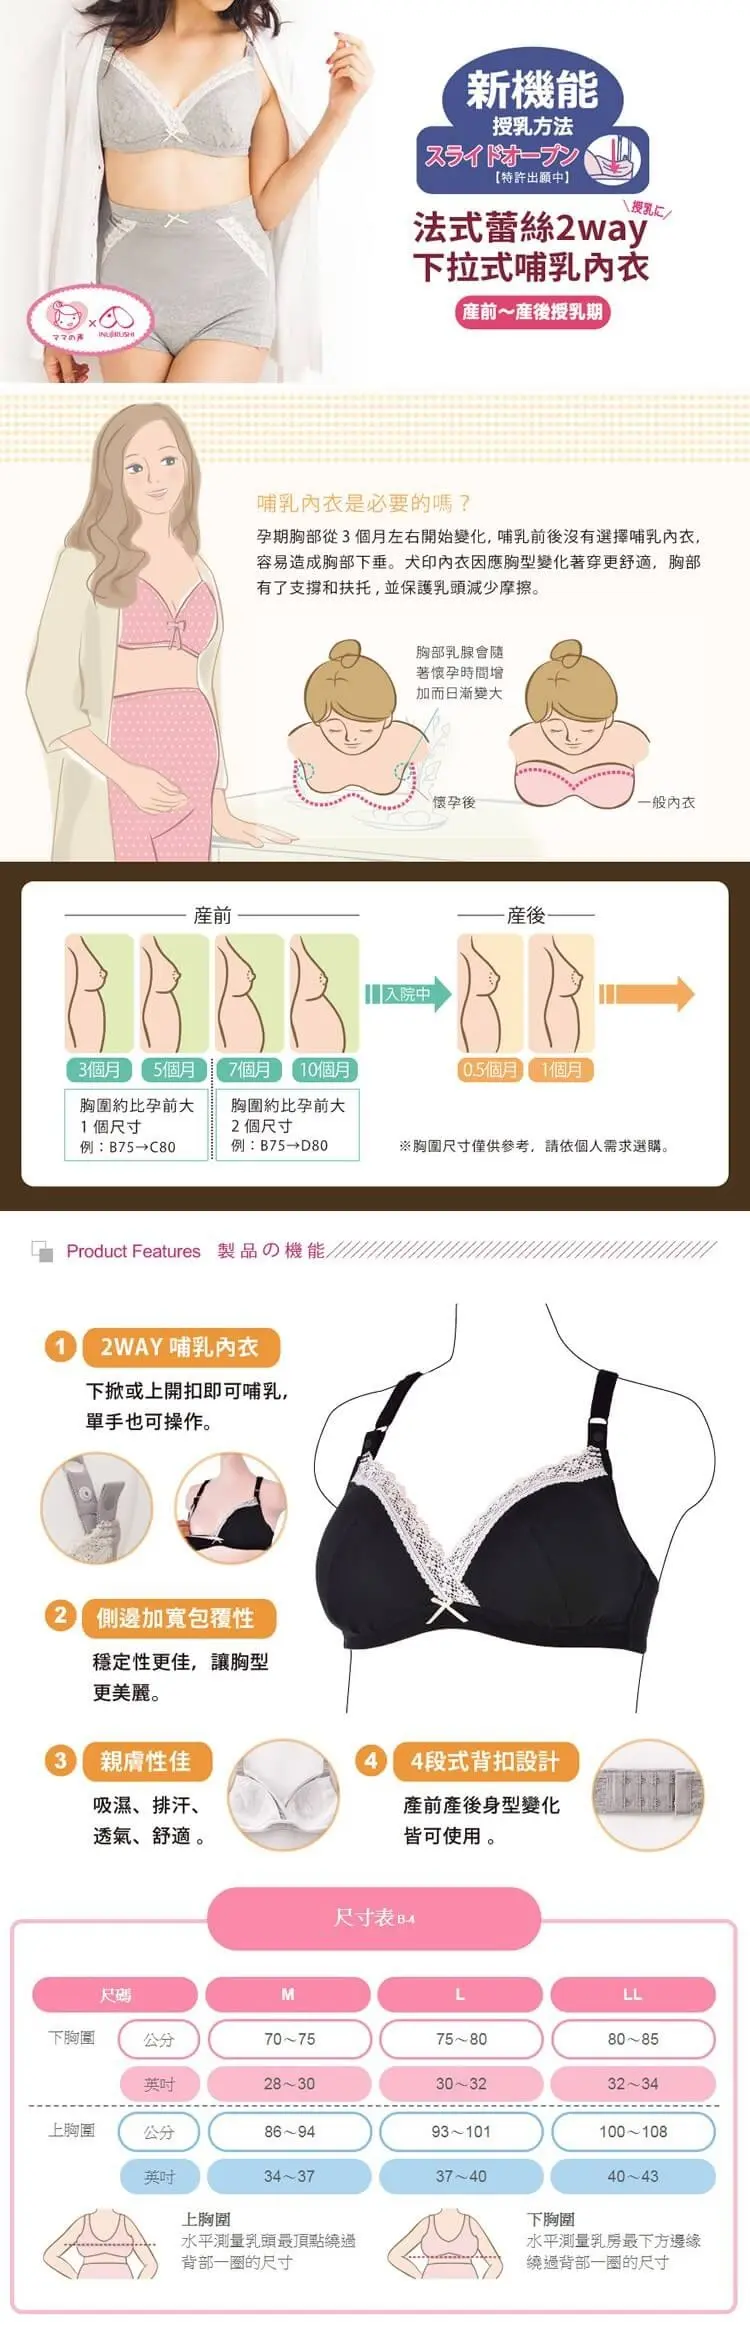 新機能
授乳方法
スライドオープン
【特許出願中】
授乳に
法式蕾絲2way
下拉式哺乳內衣
産前～産後授乳期
ママの声
×
INUJIRUSHI
哺乳內衣是必要的嗎？
孕期胸部從 3 個月左右開始變化, 哺乳前後沒有選擇哺乳內衣,
容易造成胸部下垂。犬印內衣因應胸型變化著穿更舒適, 胸部
有了支撐和扶托 , 並保護乳頭減少摩擦。
胸部乳腺會隨
著懷孕時間增
加而日漸變大
懷孕後
一般內衣
産前
産後
入院中
3個月
5個月
7個月
10個月
0.5個月
1個月
胸圍約比孕前大
1 個尺寸
例：B75→C80
胸圍約比孕前大
2 個尺寸
例：B75→D80
※胸圍尺寸僅供參考, 請依個人需求選購。
Product Features 製品の機能
1 2WAY 哺乳內衣
下掀或上開扣即可哺乳,
單手也可操作。
2 側邊加寬包覆性
穩定性更佳, 讓胸型
更美麗。
3 親膚性佳
吸濕、排汗、
透氣、舒適 。
4 4段式背扣設計
產前產後身型變化
皆可使用 。
尺寸表 B-4
尺碼 M L LL
下胸圍 公分 70～75 75～80 80～85
英吋 28～30 30～32 32～34
上胸圍 公分 86～94 93～101 100～108
英吋 34～37 37～40 40～43
上胸圍
水平測量乳頭最頂點繞過
背部一圈的尺寸
下胸圍
水平測量乳房最下方邊緣
繞過背部一圈的尺寸